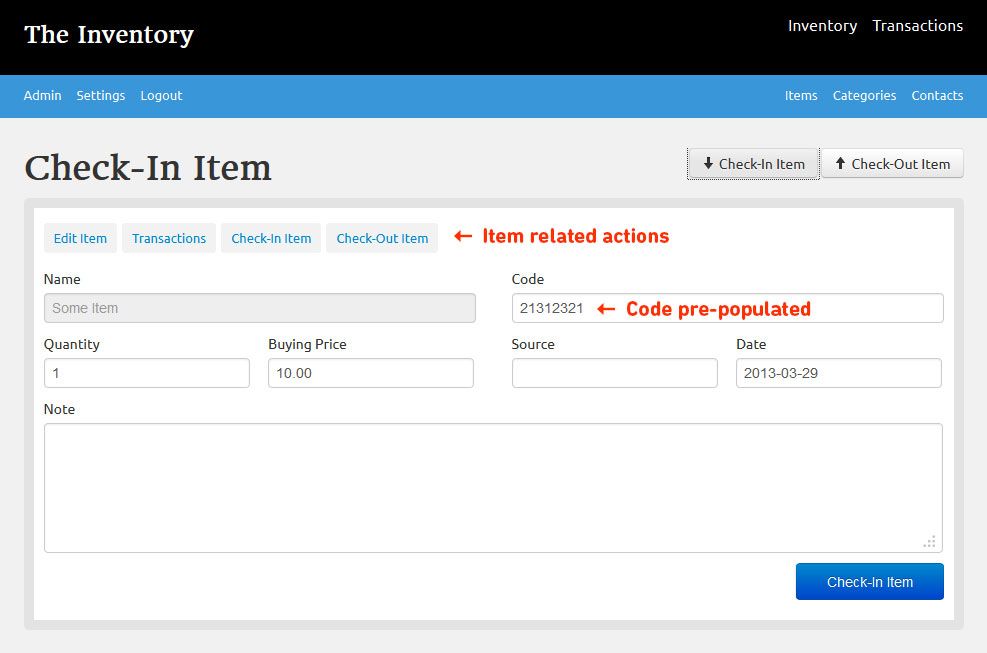 The Inventory
Inventory Transactions
Admin Settings Logout
Items Categories Contacts
Check-In Item
Check-In Item Check-Out Item
Edit Item Transactions Check-In Item Check-Out Item ← Item related actions
Name Code
Some Item 21312321 ← Code pre-populated
Quantity Buying Price Source Date
1 10.00 2013-03-29
Note
Check-In Item